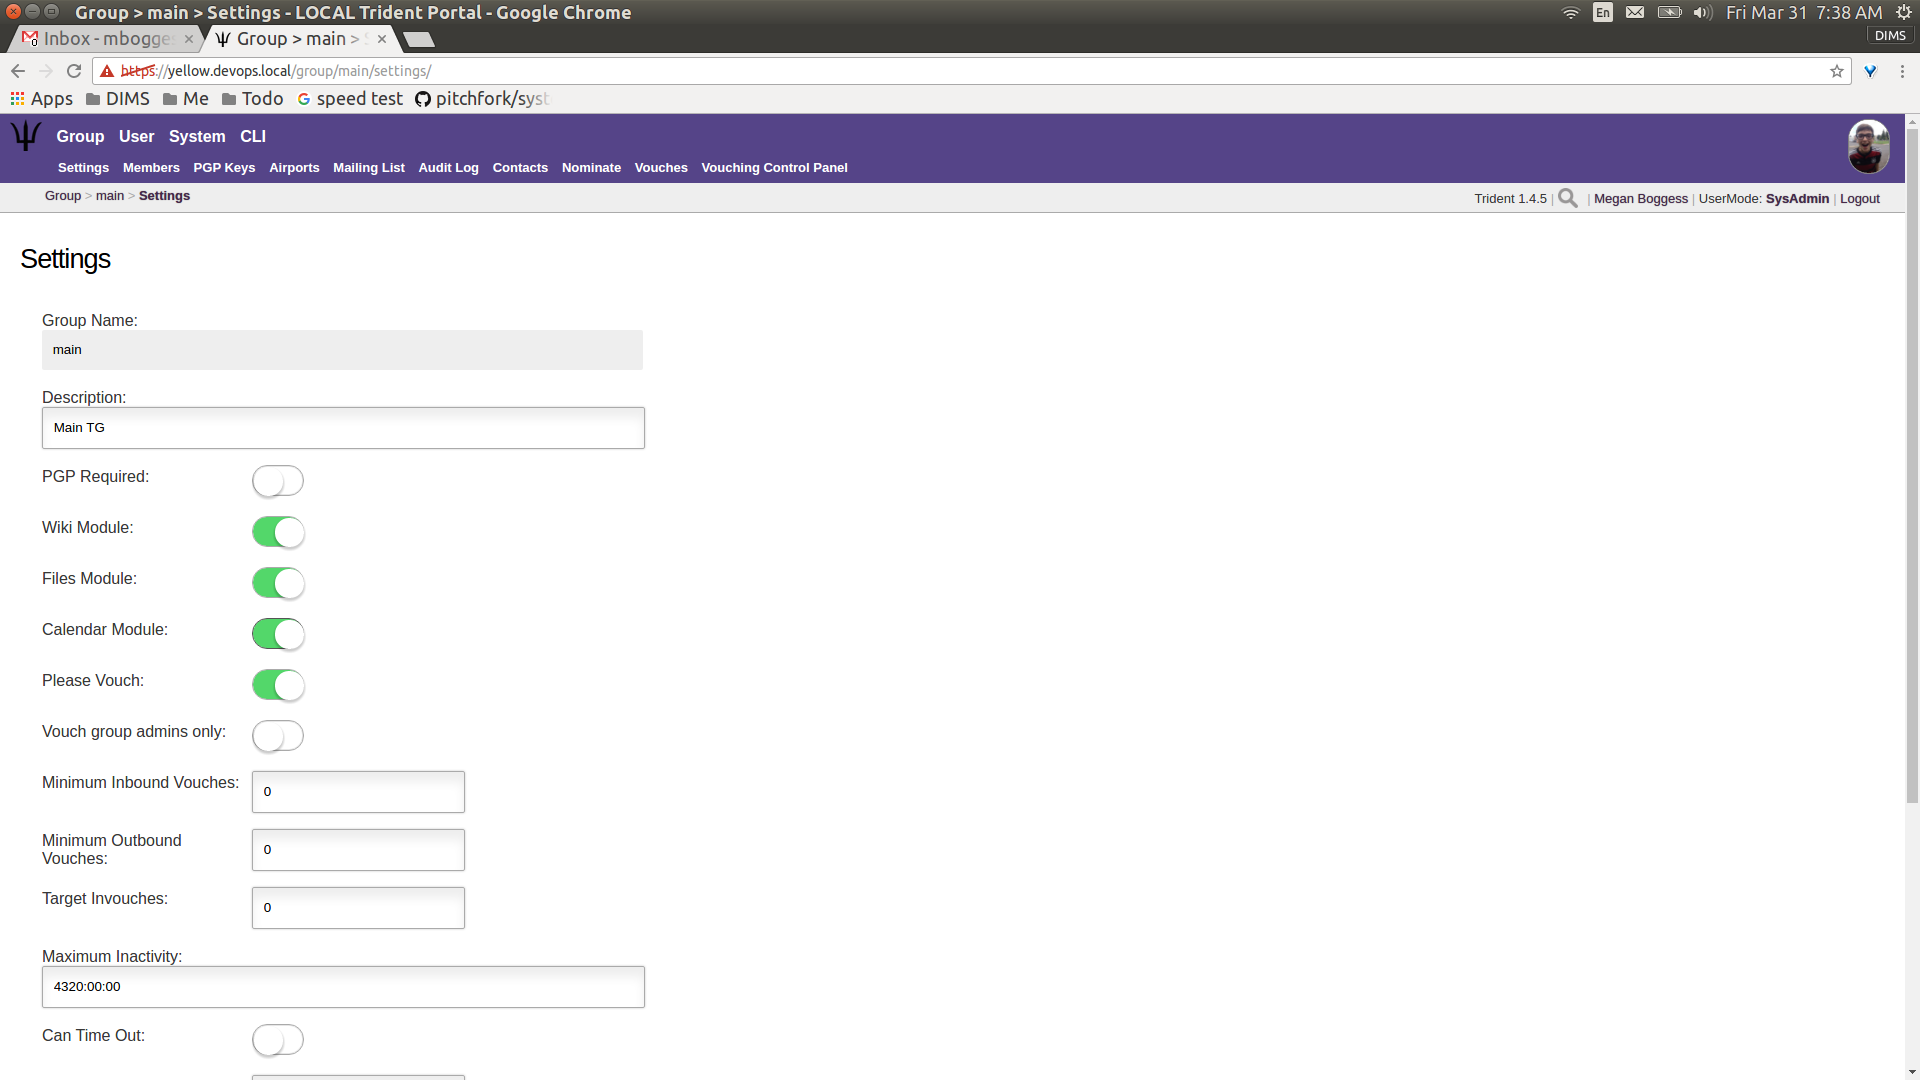 Group > main > Settings - LOCAL Trident Portal - Google Chrome
En
Fri Mar 31 7:38 AM
Inbox - mbogges
Group > main >
DIMS
https://yellow.devops.local/group/main/settings/
Apps DIMS Me Todo speed test pitchfork/syst
Group User System CLI
Settings Members PGP Keys Airports Mailing List Audit Log Contacts Nominate Vouches Vouching Control Panel
Group > main > Settings
Trident 1.4.5 | | Megan Boggess | UserMode: SysAdmin | Logout
Settings
Group Name:
main
Description:
Main TG
PGP Required:
Wiki Module:
Files Module:
Calendar Module:
Please Vouch:
Vouch group admins only:
Minimum Inbound Vouches:
0
Minimum Outbound
Vouches:
0
Target Invouches:
0
Maximum Inactivity:
4320:00:00
Can Time Out: